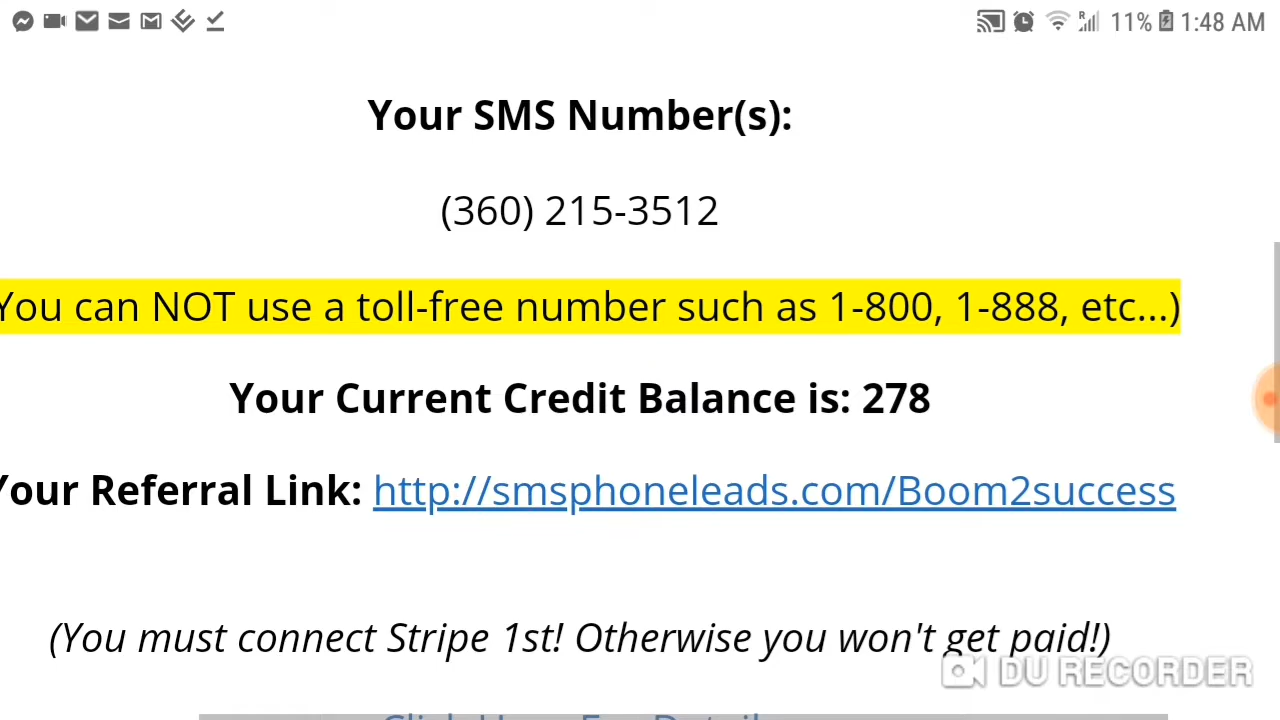 11% 1:48 AM
Your SMS Number(s):
(360) 215-3512
You can NOT use a toll-free number such as 1-800, 1-888, etc...)
Your Current Credit Balance is: 278
Your Referral Link: http://smsphoneleads.com/Boom2success
(You must connect Stripe 1st! Otherwise you won't get paid!)
DU RECORDER